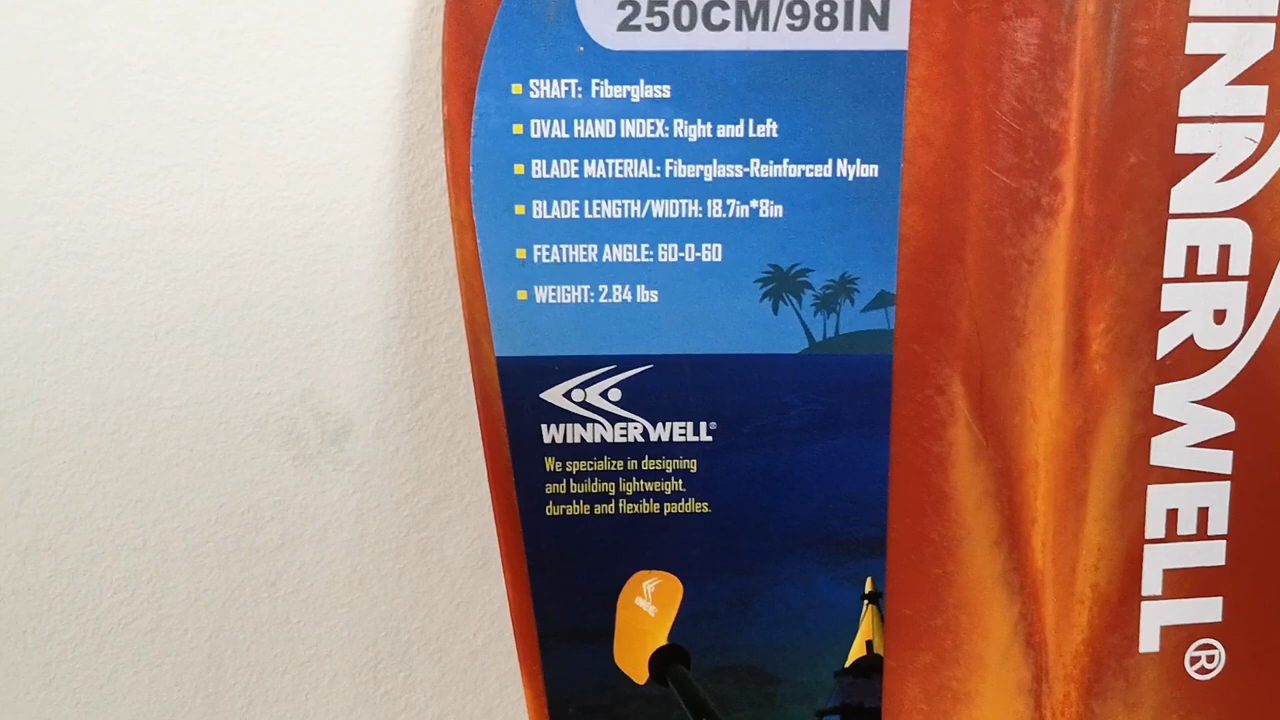 250CM/98IN
SHAFT: Fiberglass
OVAL HAND INDEX: Right and Left
BLADE MATERIAL: Fiberglass-Reinforced Nylon
BLADE LENGTH/WIDTH: 18.7in*8in
FEATHER ANGLE: 60-0-60
WEIGHT: 2.84 lbs
WINNERWELL®
We specialize in designing
and building lightweight,
durable and flexible paddles.
INNERWELL®